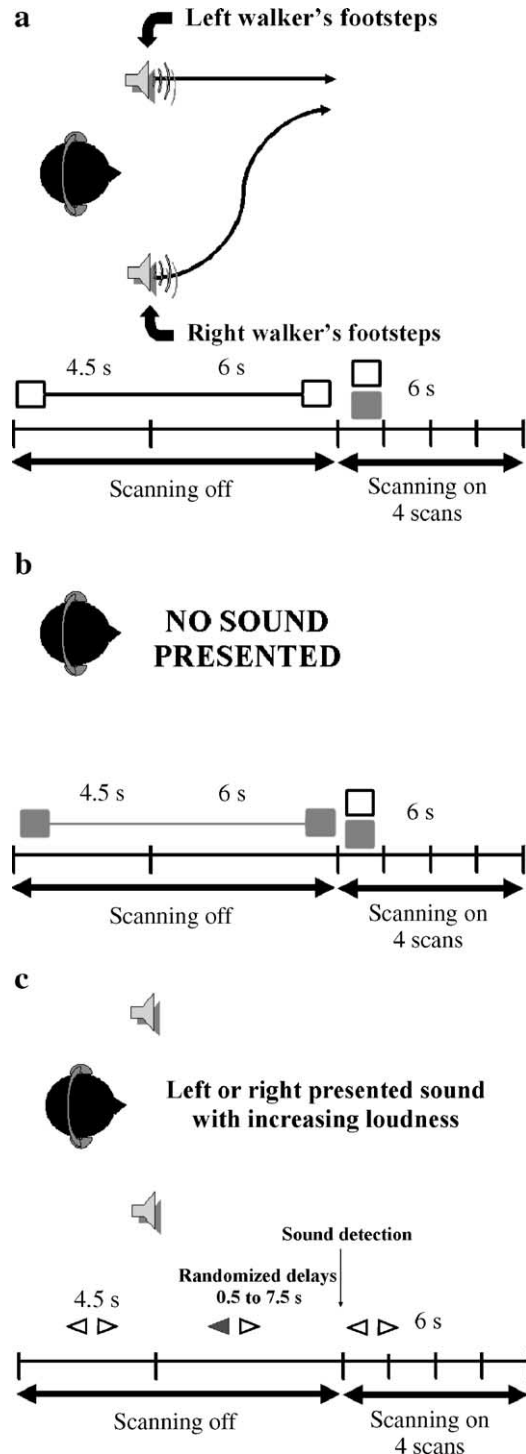 a
Left walker's footsteps
Right walker's footsteps
4.5 s 6 s
6 s
Scanning off
Scanning on
4 scans
b
NO SOUND
PRESENTED
4.5 s 6 s
6 s
Scanning off
Scanning on
4 scans
c
Left or right presented sound
with increasing loudness
Sound detection
Randomized delays
4.5 s 0.5 to 7.5 s
6 s
Scanning off
Scanning on
4 scans